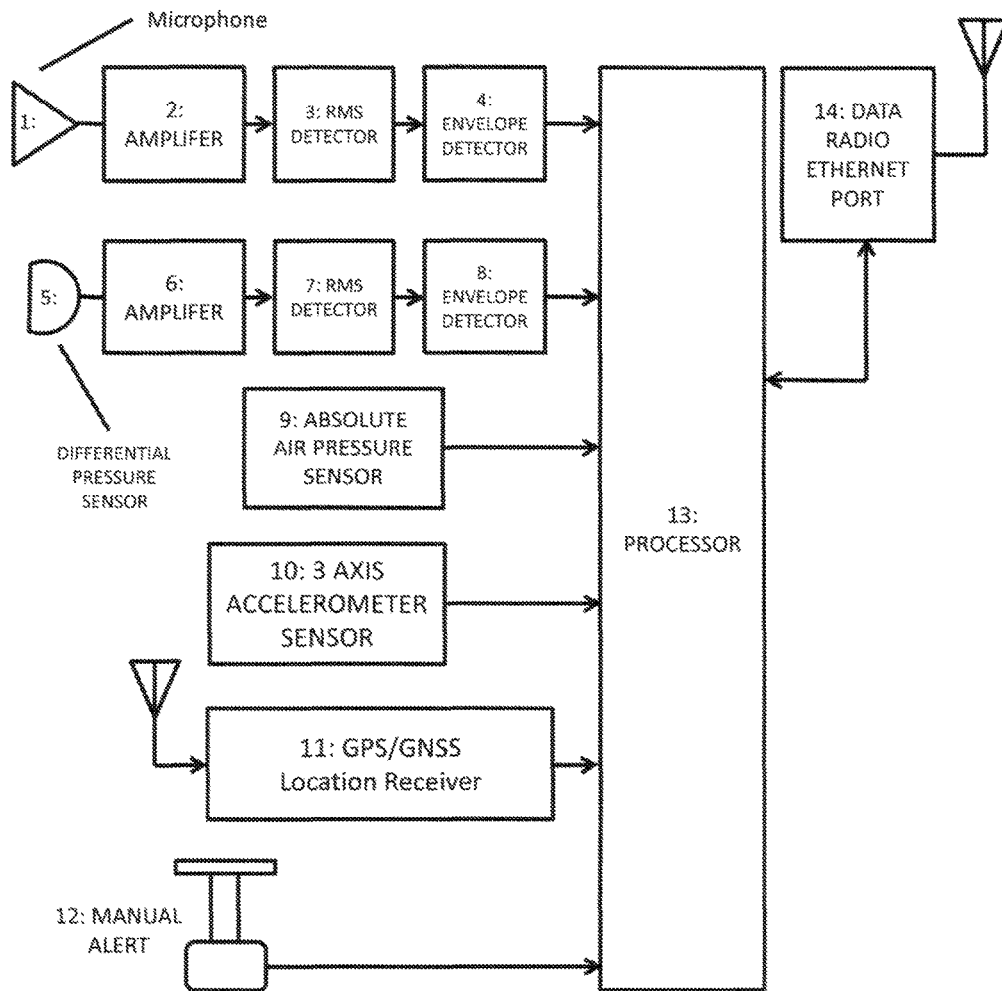 Microphone
1:
2:
AMPLIFER
3: RMS
DETECTOR
4:
ENVELOPE
DETECTOR
14: DATA
RADIO
ETHERNET
PORT
5:
6:
AMPLIFER
7: RMS
DETECTOR
8:
ENVELOPE
DETECTOR
DIFFERENTIAL
PRESSURE
SENSOR
9: ABSOLUTE
AIR PRESSURE
SENSOR
13:
PROCESSOR
10: 3 AXIS
ACCELEROMETER
SENSOR
11: GPS/GNSS
Location Receiver
12: MANUAL
ALERT